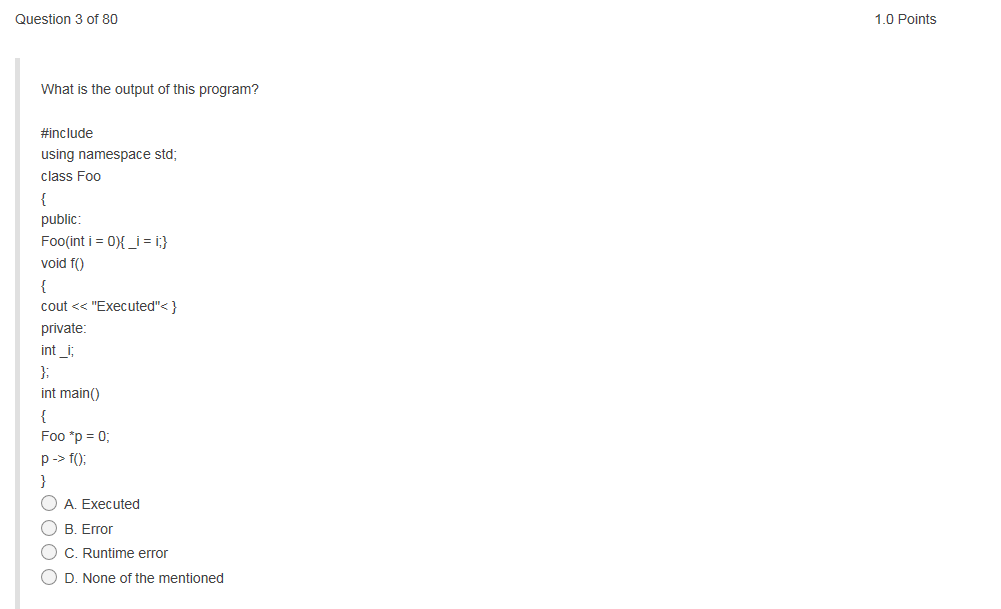 Question 3 of 80
1.0 Points
What is the output of this program?
#include
using namespace std;
class Foo
{
public:
Foo(int i = 0){ _i = i;}
void f()
{
cout << "Executed"< }
private:
int _i;
};
int main()
{
Foo *p = 0;
p -> f();
}
A. Executed
B. Error
C. Runtime error
D. None of the mentioned